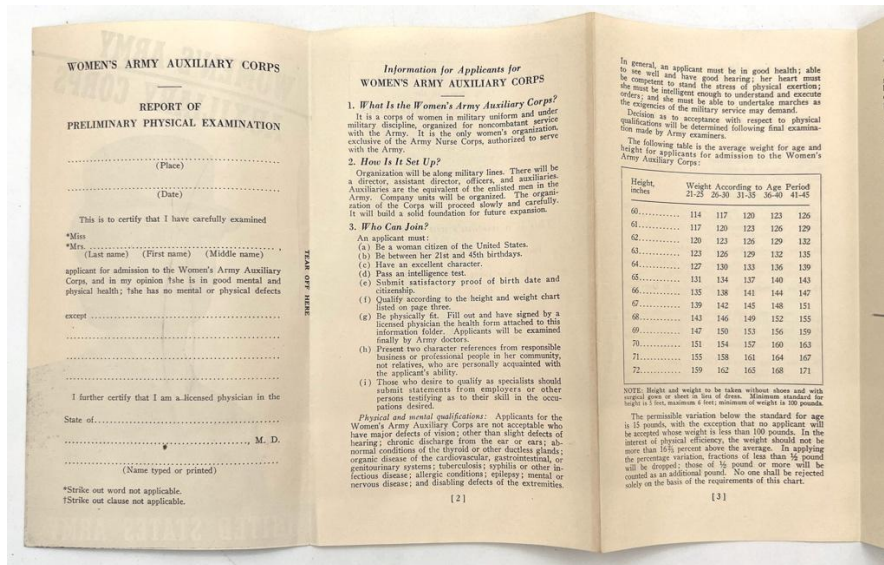 WOMEN'S ARMY AUXILIARY CORPS
REPORT OF
PRELIMINARY PHYSICAL EXAMINATION
(Place)
(Date)
This is to certify that I have carefully examined
*Miss
*Mrs. ,
(Last name) (First name) (Middle name)
applicant for admission to the Women's Army Auxiliary
Corps, and in my opinion †she is in good mental and
physical health; †she has no mental or physical defects
except
I further certify that I am a licensed physician in the
State of
, M. D.
(Name typed or printed)
*Strike out word not applicable.
†Strike out clause not applicable.
TEAR OFF HERE
Information for Applicants for
WOMEN'S ARMY AUXILIARY CORPS
1. What Is the Women's Army Auxiliary Corps?
It is a corps of women in military uniform and under
military discipline, organized for noncombatant service
with the Army. It is the only women's organization,
exclusive of the Army Nurse Corps, authorized to serve
with the Army.
2. How Is It Set Up?
Organization will be along military lines. There will be
a director, assistant director, officers, and auxiliaries.
Auxiliaries are the equivalent of the enlisted men in the
Army. Company units will be organized. The organi-
zation of the Corps will proceed slowly and carefully.
It will build a solid foundation for future expansion.
3. Who Can Join?
An applicant must:
(a) Be a woman citizen of the United States.
(b) Be between her 21st and 45th birthdays.
(c) Have an excellent character.
(d) Pass an intelligence test.
(e) Submit satisfactory proof of birth date and
citizenship.
(f) Qualify according to the height and weight chart
listed on page three.
(g) Be physically fit. Fill out and have signed by a
licensed physician the health form attached to this
information folder. Applicants will be examined
finally by Army doctors.
(h) Present two character references from responsible
business or professional people in her community,
not relatives, who are personally acquainted with
the applicant's ability.
(i) Those who desire to qualify as specialists should
submit statements from employers or other
persons testifying as to their skill in the occu-
pations desired.
Physical and mental qualifications: Applicants for the
Women's Army Auxiliary Corps are not acceptable who
have major defects of vision; other than slight defects of
hearing; chronic discharge from the ear or ears; ab-
normal conditions of the thyroid or other ductless glands;
organic disease of the cardiovascular, gastrointestinal, or
genitourinary systems; tuberculosis; syphilis or other in-
fectious disease; allergic conditions; epilepsy; mental or
nervous disease; and disabling defects of the extremities.
[2]
In general, an applicant must be in good health; able
to see well and have good hearing; her heart must
be competent to stand the stress of physical exertion;
she must be intelligent enough to understand and execute
orders; and she must be able to undertake marches as
the exigencies of the military service may demand.
Decision as to acceptance with respect to physical
qualifications will be determined following final examina-
tion made by Army examiners.
The following table is the average weight for age and
height for applicants for admission to the Women's
Army Auxiliary Corps:
Height, inches Weight According to Age Period
21-25 26-30 31-35 36-40 41-45
60 114 117 120 123 126
61 117 120 123 126 129
62 120 123 126 129 132
63 123 126 129 132 135
64 127 130 133 136 139
65 131 134 137 140 143
66 135 138 141 144 147
67 139 142 145 148 151
68 143 146 149 152 155
69 147 150 153 156 159
70 151 154 157 160 163
71 155 158 161 164 167
72 159 162 165 168 171
NOTE: Height and weight to be taken without shoes and with
surgical gown or sheet in lieu of dress. Minimum standard for
height is 5 feet, maximum 6 feet; minimum of weight is 100 pounds.
The permissible variation below the standard for age
is 15 pounds, with the exception that no applicant will
be accepted whose weight is less than 100 pounds. In the
interest of physical efficiency, the weight should not be
more than 16⅔ percent above the average. In applying
the percentage variation, fractions of less than ½ pound
will be dropped; those of ½ pound or more will be
counted as an additional pound. No one shall be rejected
solely on the basis of the requirements of this chart.
[3]